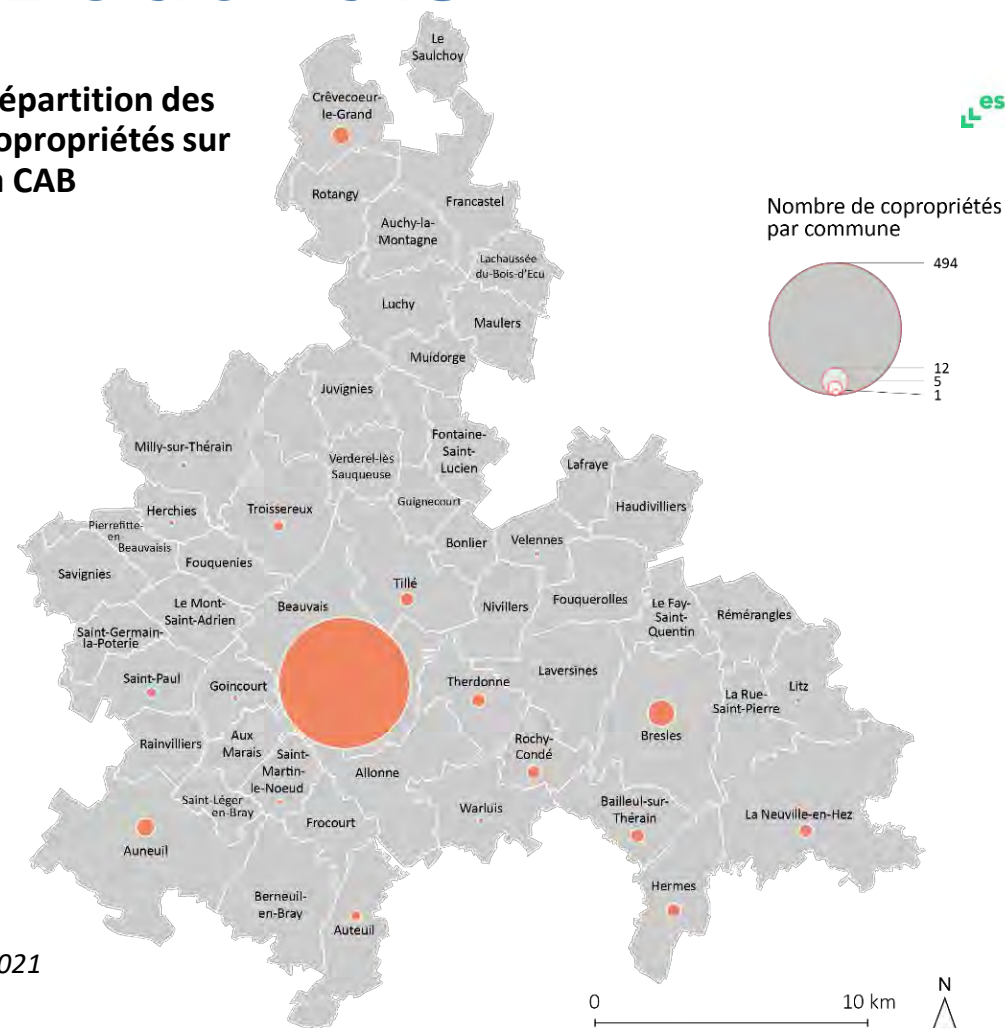 épartition des
opropriétés sur
CAB
es
Nombre de copropriétés
par commune
494
12
5
1
Le
Saulchoy
Crêvecoeur-
le-Grand
Rotangy
Francastel
Auchy-la-
Montagne
Lachaussée
du-Bois-d'Ecu
Luchy
Maulers
Muidorge
Juvignies
Milly-sur-Thérain
Verderel-lès
Sauqueuse
Fontaine-
Saint-
Lucien
Lafraye
Haudivilliers
Herchies
Troissereux
Guignecourt
Pierrefitte-
en
Beauvaisis
Bonlier
Velennes
Fouquenies
Savignies
Tillé
Le Mont-
Saint-Adrien
Beauvais
Nivillers
Fouquerolles
Le Fay-
Saint-
Quentin
Rémérangles
Saint-Germain-
la-Poterie
Saint-Paul
Goincourt
Therdonne
Laversines
La Rue-
Saint-Pierre
Litz
Rainvilliers
Aux
Marais
Saint-
Martin-
le-Noeud
Allonne
Rochy-
Condé
Bresles
Saint-Léger
en-Bray
Frocourt
Warluis
Bailleul-sur-
Thérain
La Neuville-en-Hez
Auneuil
Berneuil-
en-Bray
Auteuil
Hermes
021
0
10 km
N